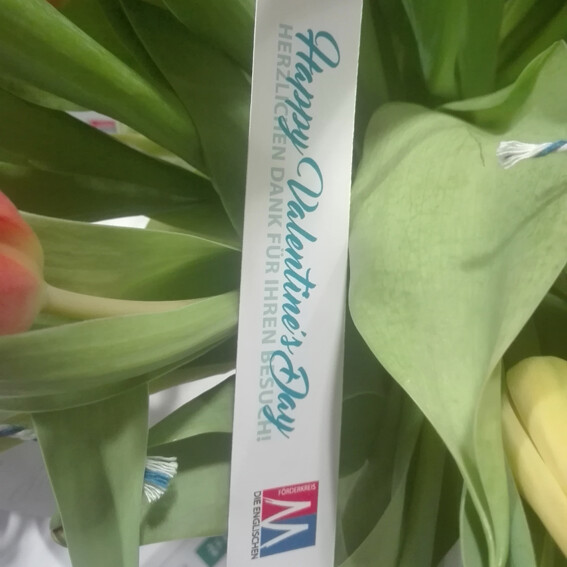 Happy Valentine's Day
HERZLICHEN DANK FÜR IHREN BESUCH!
FÖRDERKREIS
DIE ENGLISCHEN